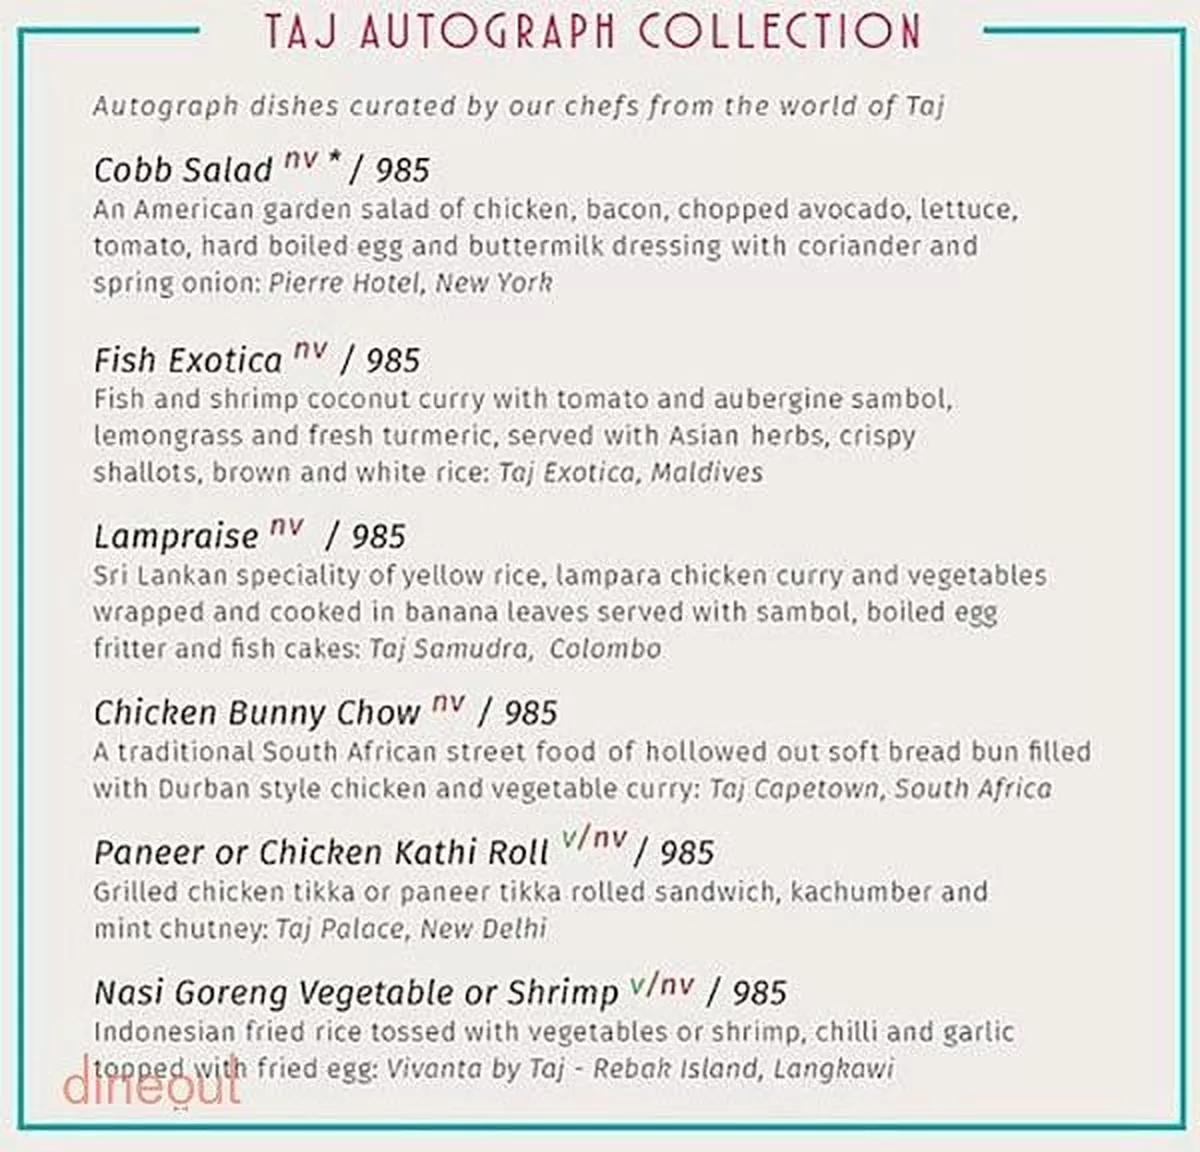 TAJ AUTOGRAPH COLLECTION
Autograph dishes curated by our chefs from the world of Taj
Cobb Salad nv * / 985
An American garden salad of chicken, bacon, chopped avocado, lettuce,
tomato, hard boiled egg and buttermilk dressing with coriander and
spring onion: Pierre Hotel, New York
Fish Exotica nv / 985
Fish and shrimp coconut curry with tomato and aubergine sambol,
lemongrass and fresh turmeric, served with Asian herbs, crispy
shallots, brown and white rice: Taj Exotica, Maldives
Lampraise nv / 985
Sri Lankan speciality of yellow rice, lampara chicken curry and vegetables
wrapped and cooked in banana leaves served with sambol, boiled egg
fritter and fish cakes: Taj Samudra, Colombo
Chicken Bunny Chow nv / 985
A traditional South African street food of hollowed out soft bread bun filled
with Durban style chicken and vegetable curry: Taj Capetown, South Africa
Paneer or Chicken Kathi Roll v/nv / 985
Grilled chicken tikka or paneer tikka rolled sandwich, kachumber and
mint chutney: Taj Palace, New Delhi
Nasi Goreng Vegetable or Shrimp v/nv / 985
Indonesian fried rice tossed with vegetables or shrimp, chilli and garlic
topped with fried egg: Vivanta by Taj - Rebak Island, Langkawi
dineout